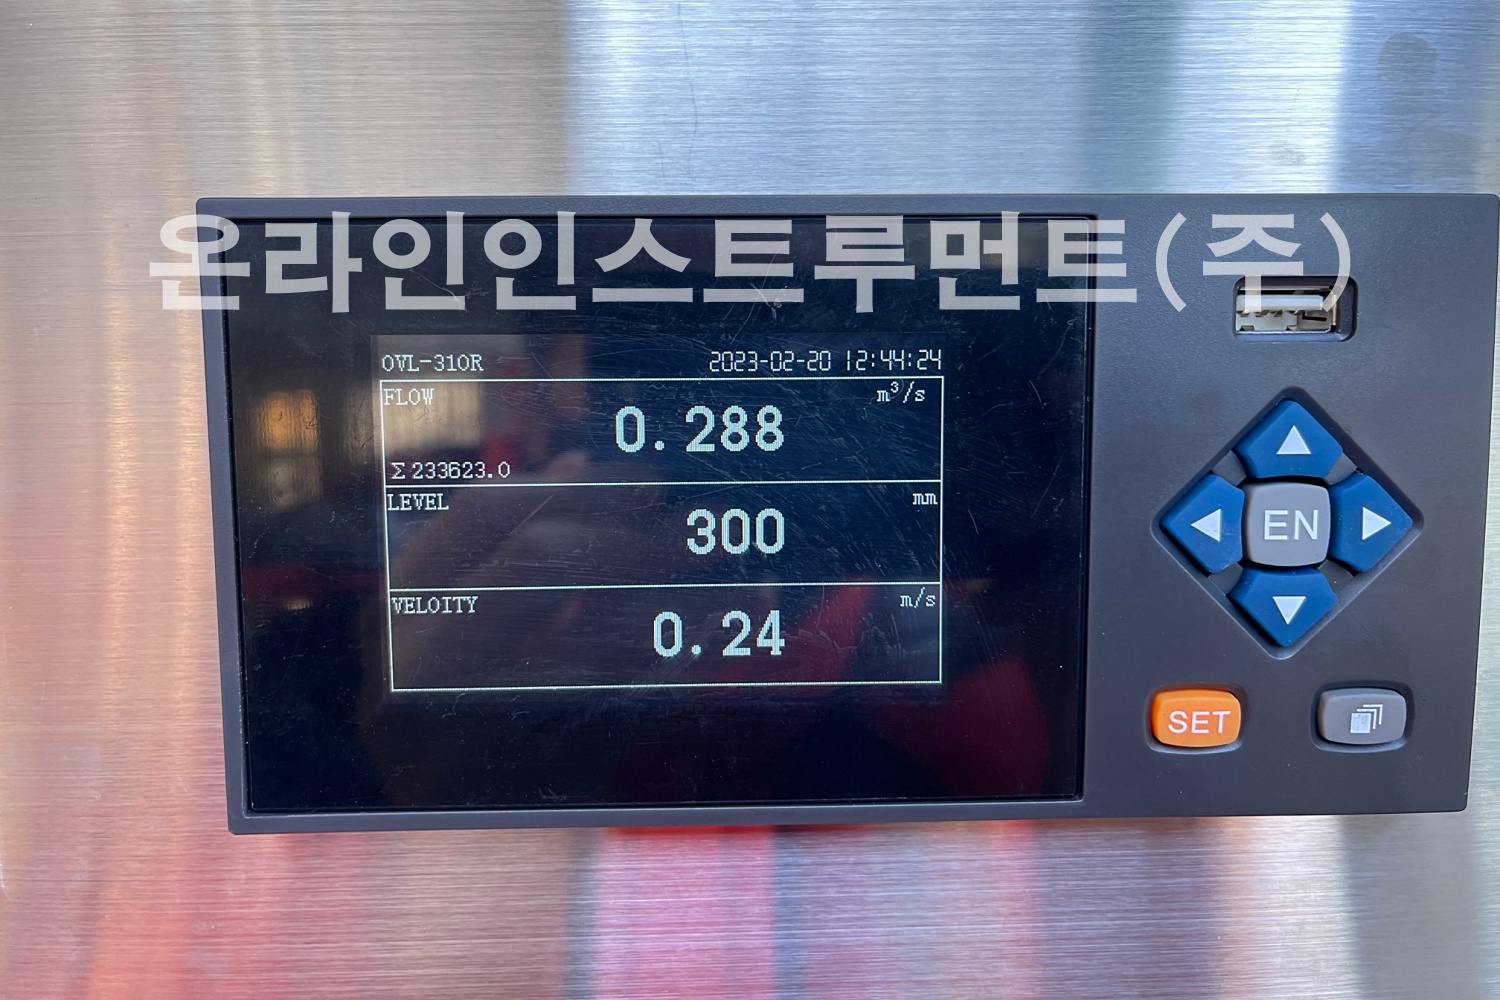 온라인인스트루먼트(주)
OVL-310R 2023-02-20 12:44:24
FLOW 0.288 m³/s
Σ233623.0
LEVEL 300 mm
VELOITY 0.24 m/s
EN
SET